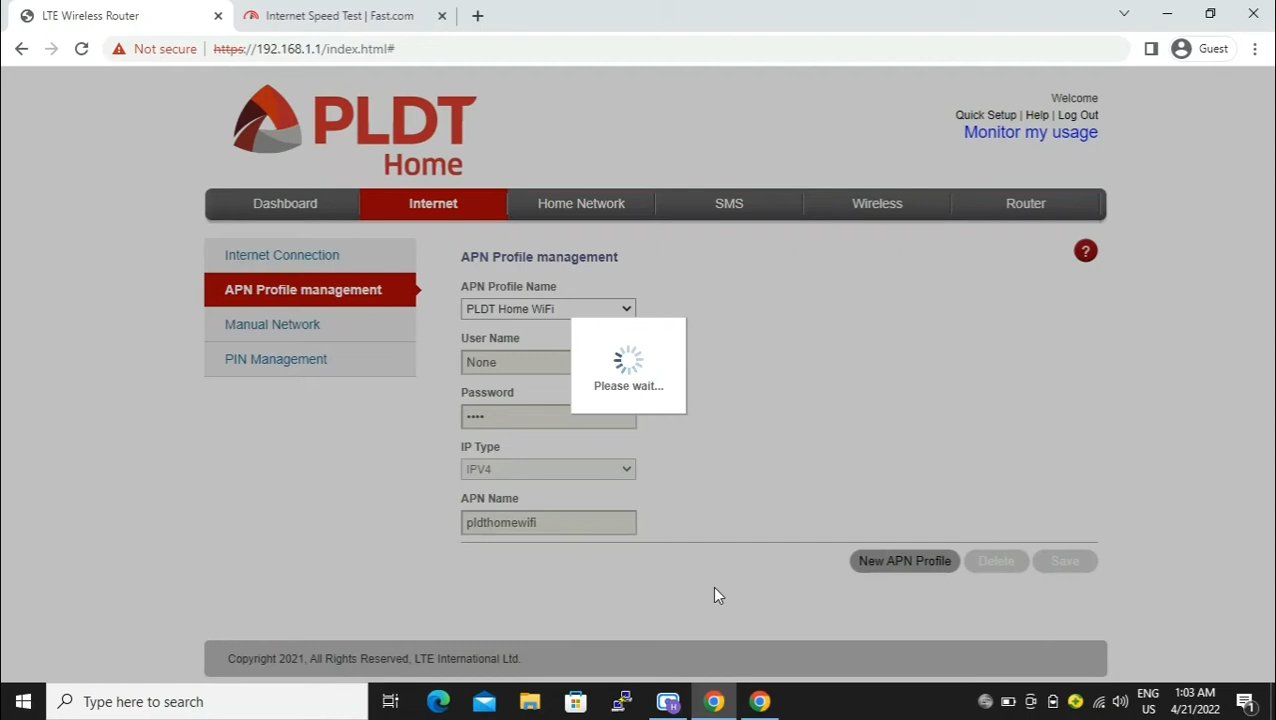 LTE Wireless Router
Internet Speed Test | Fast.com
Not secure
https://192.168.1.1/index.html#
Guest
PLDT
Home
Welcome
Quick Setup | Help | Log Out
Monitor my usage
Dashboard
Internet
Home Network
SMS
Wireless
Router
Internet Connection
APN Profile management
Manual Network
PIN Management
APN Profile management
?
APN Profile Name
PLDT Home WiFi
User Name
None
Please wait...
Password
••••
IP Type
IPV4
APN Name
pldthomewifi
New APN Profile
Delete
Save
Copyright 2021, All Rights Reserved, LTE International Ltd.
Type here to search
ENG
US
1:03 AM
4/21/2022
1